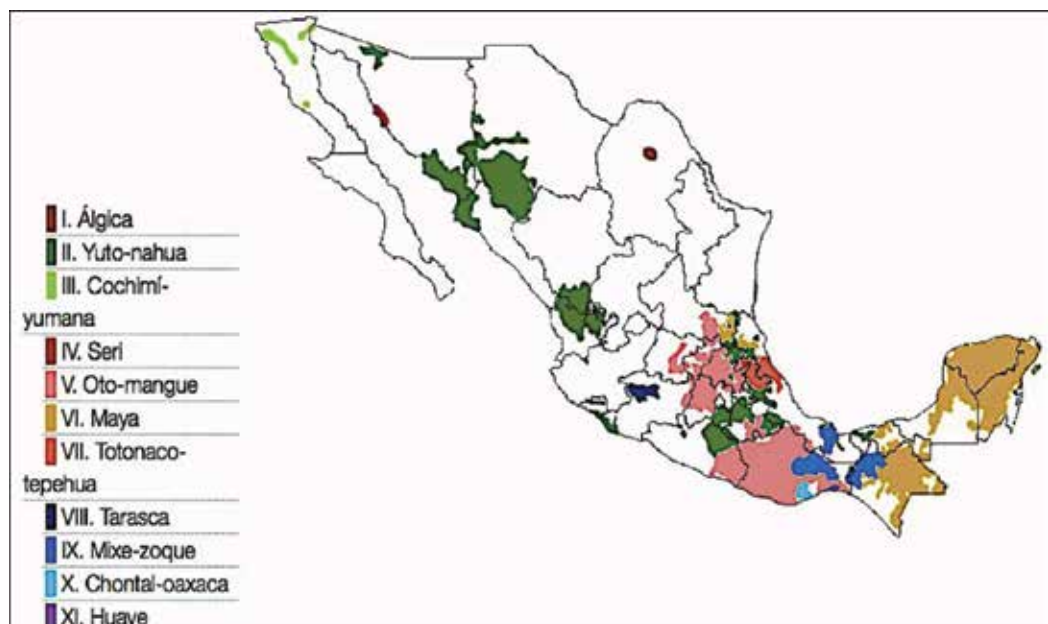 I. Álgica
II. Yuto-nahua
III. Cochimí-
yumana
IV. Seri
V. Oto-mangue
VI. Maya
VII. Totonaco-
tepehua
VIII. Tarasca
IX. Mixe-zoque
X. Chontal-oaxaca
XI. Huave